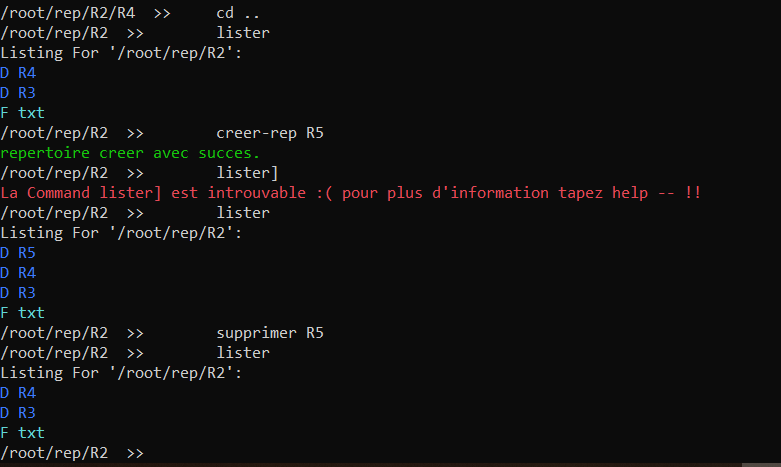 /root/rep/R2/R4  >>     cd ..
/root/rep/R2  >>        lister
Listing For '/root/rep/R2':
D R4
D R3
F txt
/root/rep/R2  >>        creer-rep R5
repertoire creer avec succes.
/root/rep/R2  >>        lister]
La Command lister] est introuvable :( pour plus d'information tapez help -- !!
/root/rep/R2  >>        lister
Listing For '/root/rep/R2':
D R5
D R4
D R3
F txt
/root/rep/R2  >>        supprimer R5
/root/rep/R2  >>        lister
Listing For '/root/rep/R2':
D R4
D R3
F txt
/root/rep/R2  >>